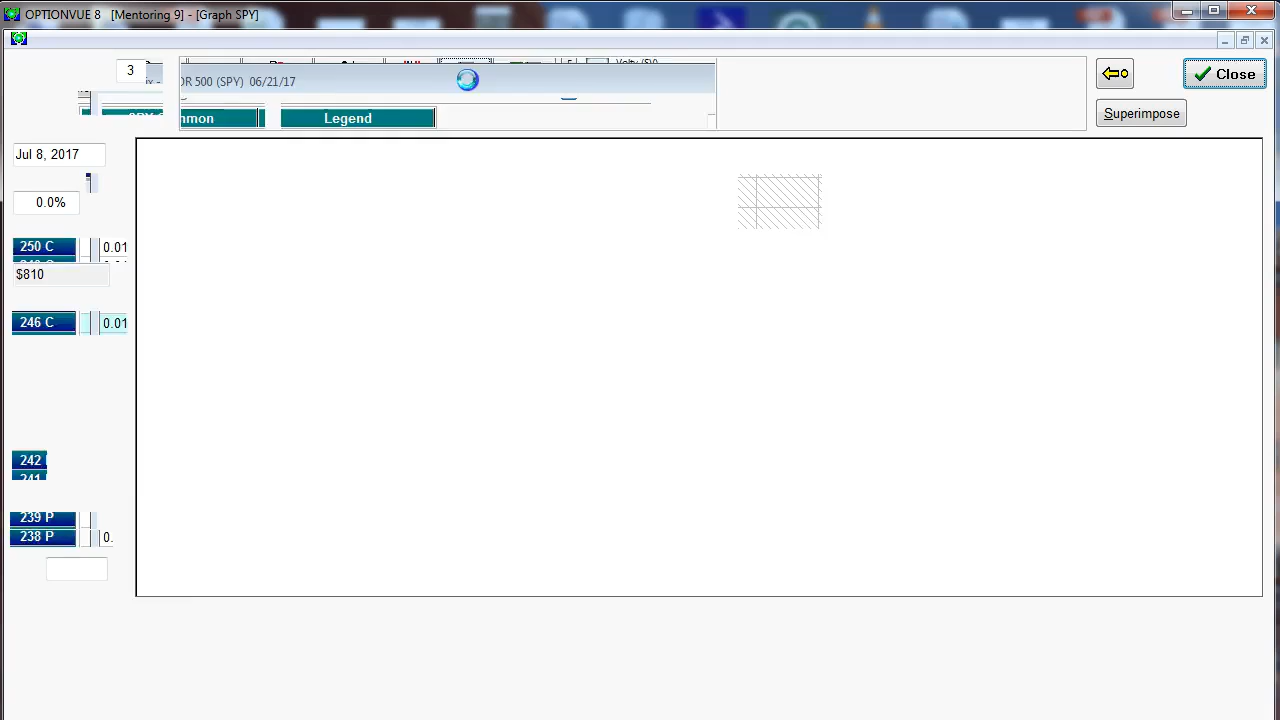 OPTIONVUE 8 [Mentoring 9] - [Graph SPY]
3
OR 500 (SPY) 06/21/17
Close
mmon
Legend
Superimpose
Jul 8, 2017
0.0%
250 C
0.01
$810
246 C
0.01
242
241
239 P
238 P
0.